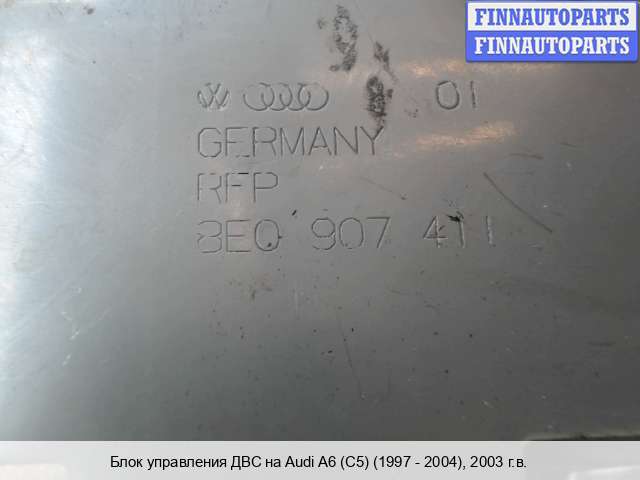 FINNAUTOPARTS
FINNAUTOPARTS
01
GERMANY
RFP
8E0 907 411
Блок управления ДВС на Audi A6 (C5) (1997 - 2004), 2003 г.в.